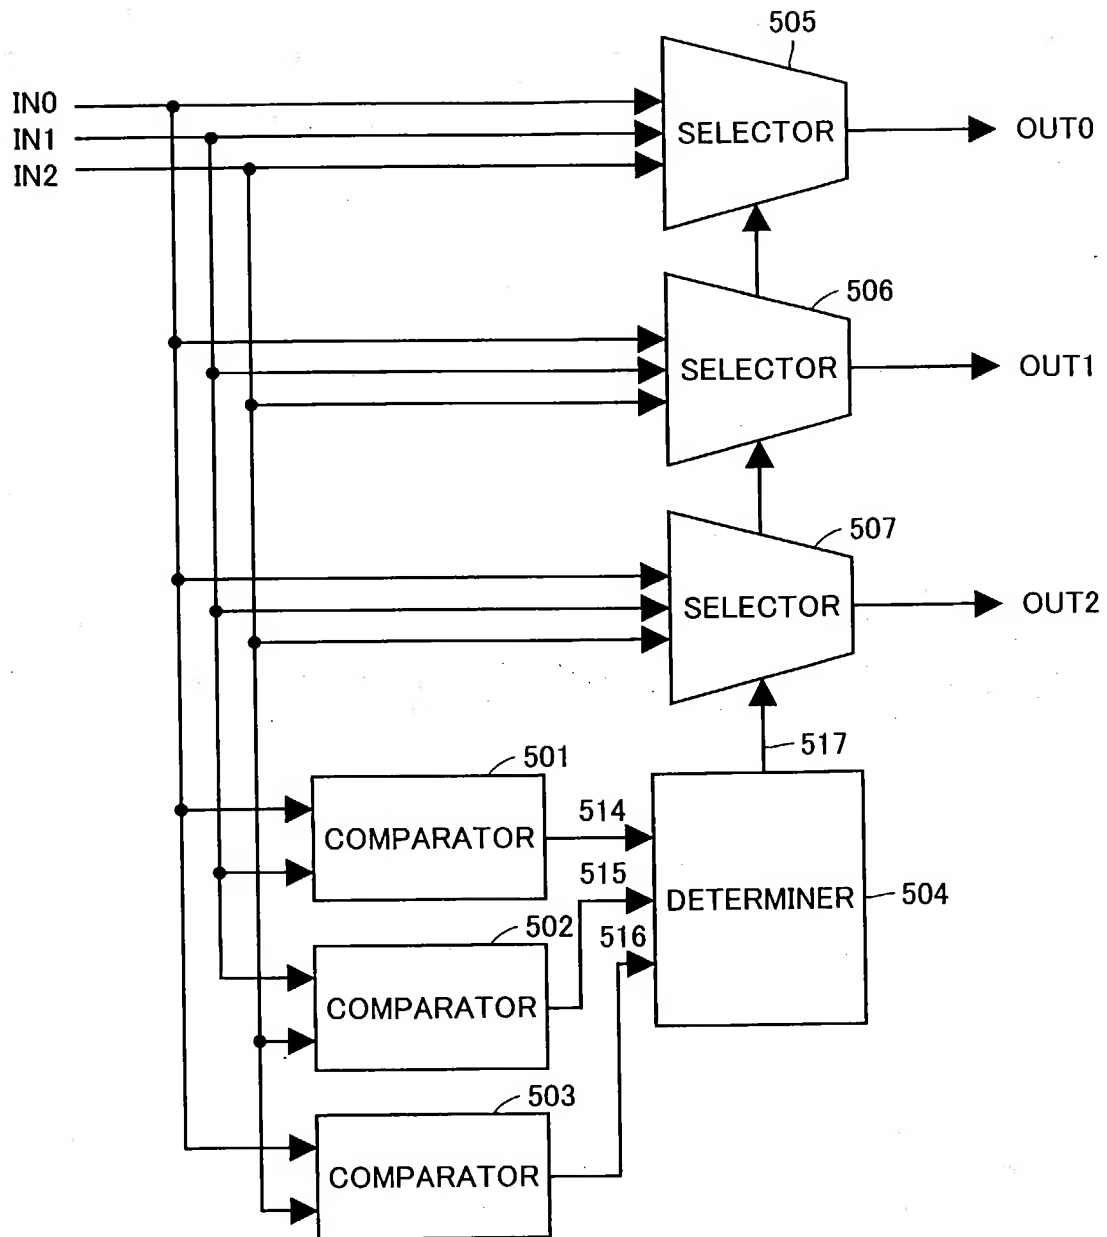 505
IN0
IN1
IN2
SELECTOR
OUT0
506
SELECTOR
OUT1
507
SELECTOR
OUT2
517
501
COMPARATOR
514
515
DETERMINER
504
502
516
COMPARATOR
503
COMPARATOR